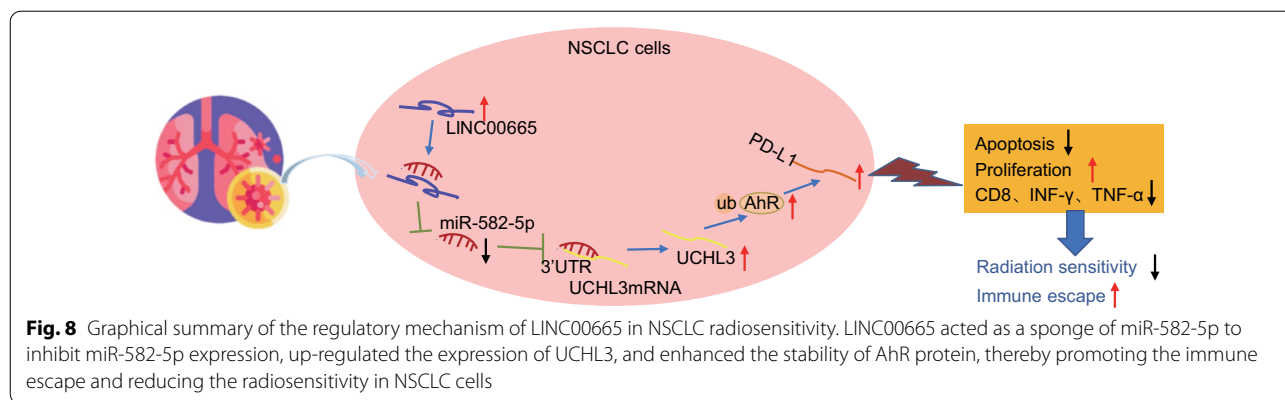 NSCLC cells
LINC00665
miR-582-5p
3'UTR
UCHL3mRNA
UCHL3
ub AhR
PD-L1
Apoptosis
Proliferation
CD8、INF-γ、TNF-α
Radiation sensitivity
Immune escape
Fig. 8 Graphical summary of the regulatory mechanism of LINC00665 in NSCLC radiosensitivity. LINC00665 acted as a sponge of miR-582-5p to
inhibit miR-582-5p expression, up-regulated the expression of UCHL3, and enhanced the stability of AhR protein, thereby promoting the immune
escape and reducing the radiosensitivity in NSCLC cells